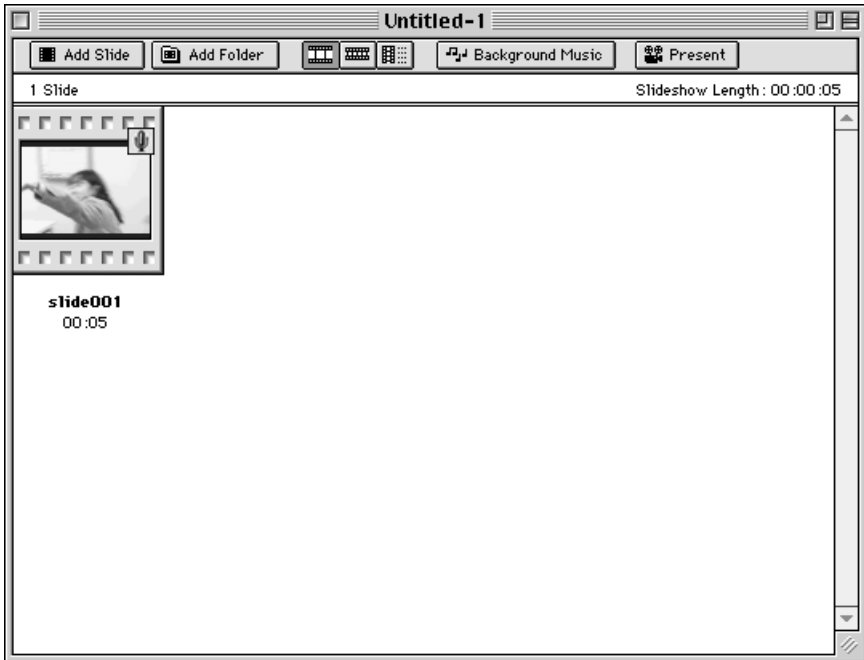 Untitled-1
Add Slide Add Folder Background Music Present
1 Slide Slideshow Length: 00:00:05
slide001
00:05